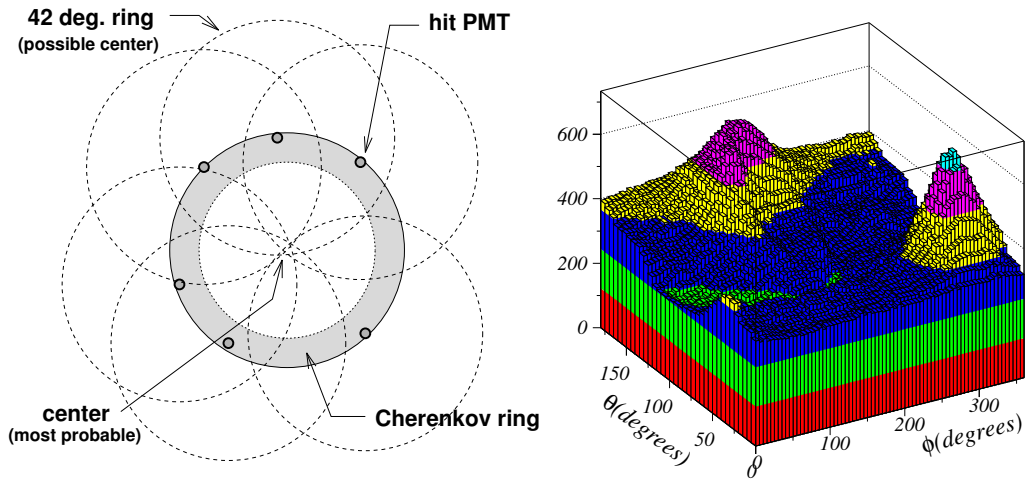 42 deg. ring
(possible center)
hit PMT
center
(most probable)
Cherenkov ring
600
400
200
0
150
100
50
0
θ(degrees)
0
100
200
300
ϕ(degrees)